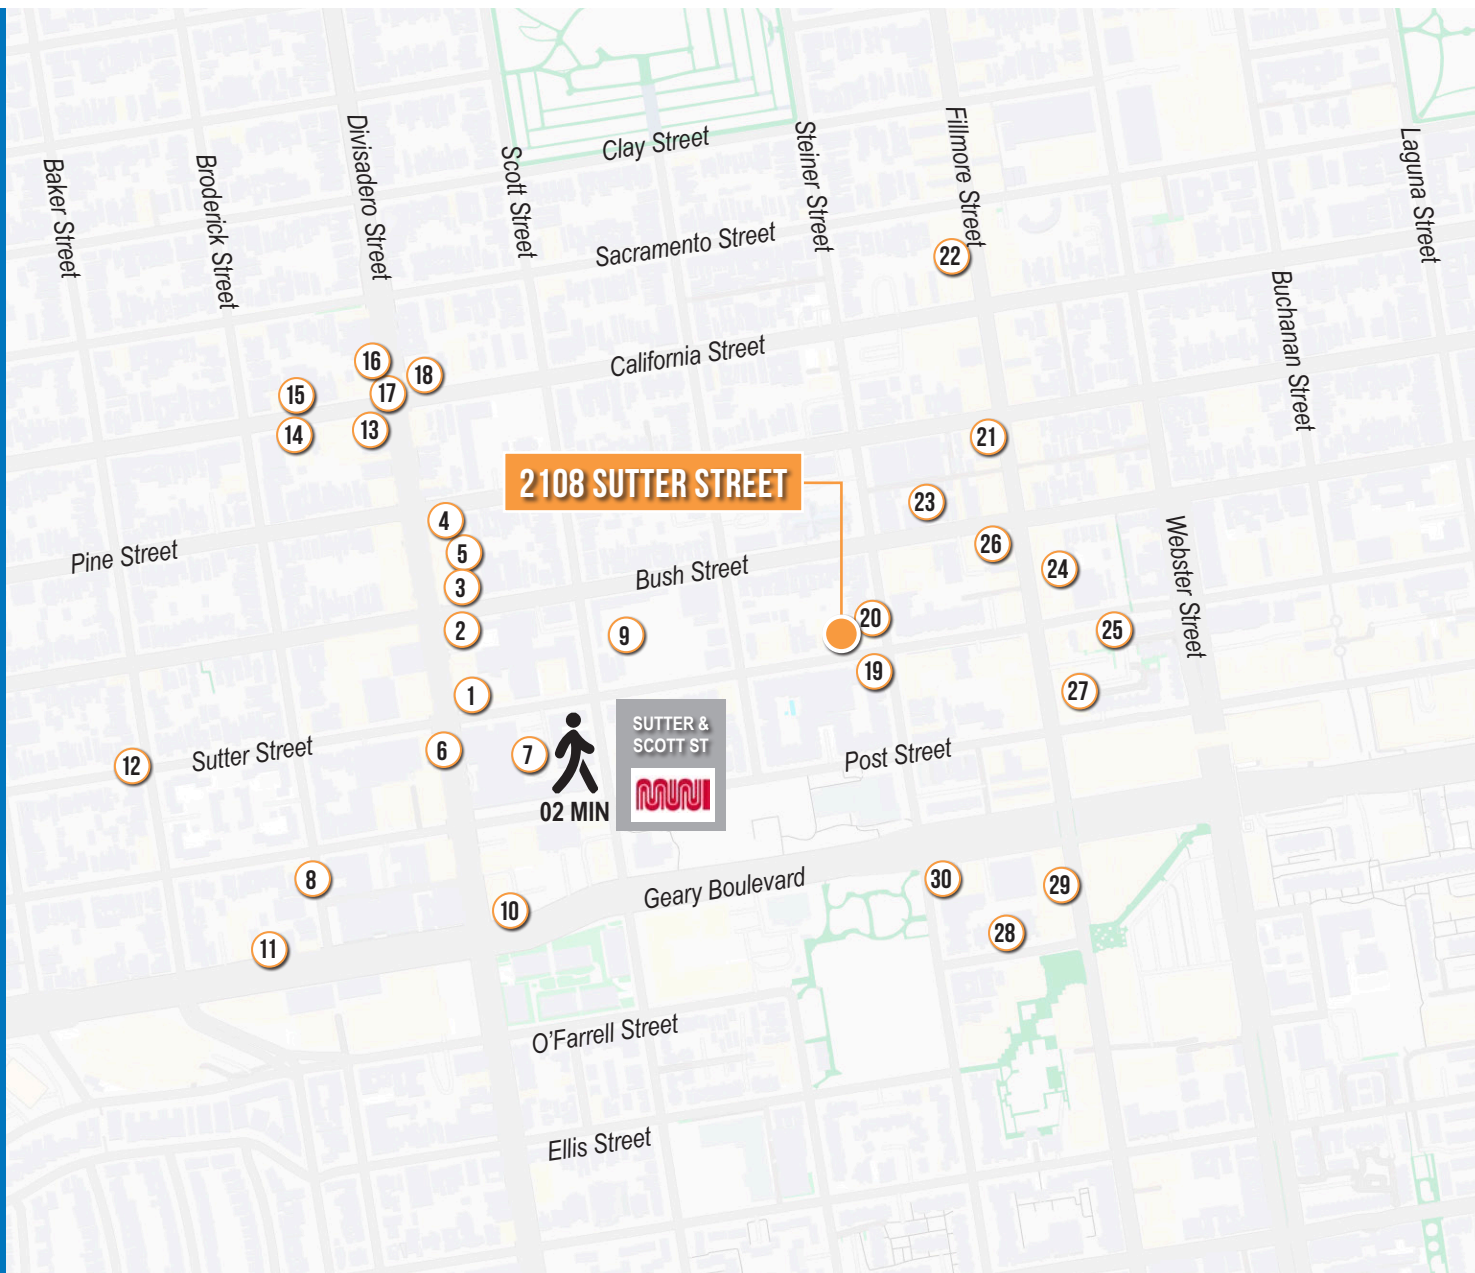 Clay Street
Sacramento Street
California Street
Baker Street
Broderick Street
Divisadero Street
Scott Street
Steiner Street
Fillmore Street
Laguna Street
Buchanan Street
Webster Street
22
16
18
17
15
13
14
21
2108 SUTTER STREET
23
4
5
26
Pine Street
Bush Street
24
3
20
2
9
25
19
27
1
SUTTER &
SCOTT ST
MUNI
02 MIN
6
7
Sutter Street
Post Street
12
8
30
29
Geary Boulevard
10
28
11
O'Farrell Street
Ellis Street